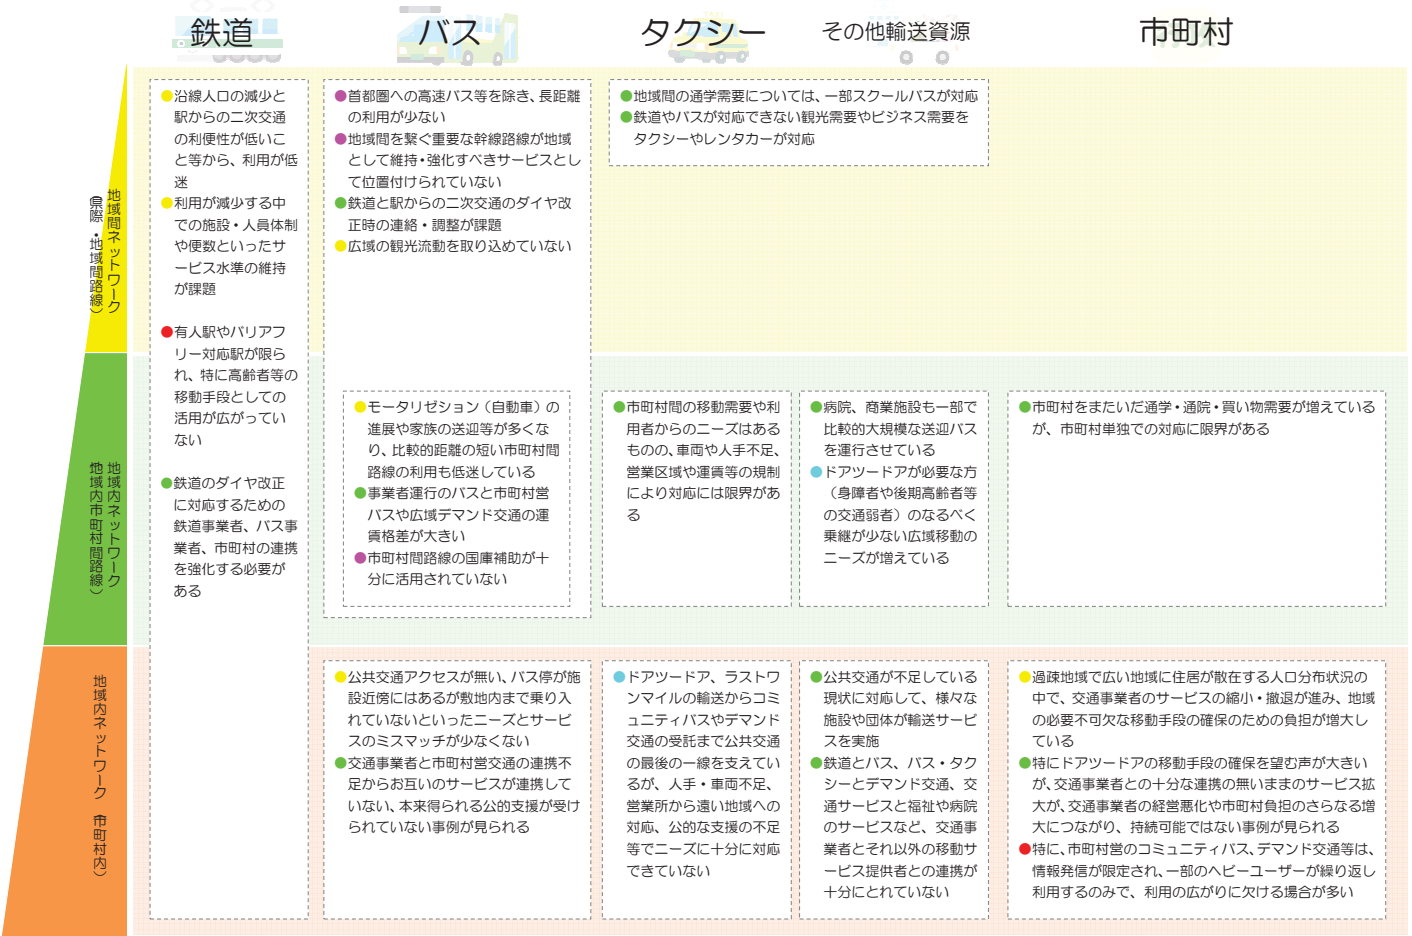 鉄道
バス
タクシー
その他輸送資源
市町村
地域間ネットワーク
（県際・地域間路線）
●沿線人口の減少と
駅からの二次交通
の利便性が低いこ
と等から、利用が低
迷
●利用が減少する中
での施設・人員体制
や便数といったサ
ービス水準の維持
が課題
●有人駅やバリアフ
リー対応駅が限ら
れ、特に高齢者等の
移動手段としての
活用が広がってい
ない
●鉄道のダイヤ改正
に対応するための
鉄道事業者、バス事
業者、市町村の連携
を強化する必要が
ある
●首都圏への高速バス等を除き、長距離
の利用が少ない
●地域間を繋ぐ重要な幹線路線が地域
として維持・強化すべきサービスとし
て位置付けられていない
●鉄道と駅からの二次交通のダイヤ改
正時の連絡・調整が課題
●広域の観光流動を取り込めていない
●地域間の通学需要については、一部スクールバスが対応
●鉄道やバスが対応できない観光需要やビジネス需要を
タクシーやレンタカーが対応
地域内ネットワーク
（地域内市町村間路線）
●モータリゼション（自動車）の
進展や家族の送迎等が多くな
り、比較的距離の短い市町村間
路線の利用も低迷している
●事業者運行のバスと市町村営
バスや広域デマンド交通の運
賃格差が大きい
●市町村間路線の国庫補助が十
分に活用されていない
●市町村間の移動需要や利
用者からのニーズはある
ものの、車両や人手不足、
営業区域や運賃等の規制
により対応には限界があ
る
●病院、商業施設も一部で
比較的大規模な送迎バス
を運行させている
●ドアツードアが必要な方
（身障者や後期高齢者等
の交通弱者）のなるべく
乗継が少ない広域移動の
ニーズが増えている
●市町村をまたいだ通学・通院・買い物需要が増えている
が、市町村単独での対応に限界がある
地域内ネットワーク（市町村内）
●公共交通アクセスが無い、バス停が施
設近傍にはあるが敷地内まで乗り入
れていないといったニーズとサービ
スのミスマッチが少なくない
●交通事業者と市町村営交通の連携不
足からお互いのサービスが連携して
いない、本来得られる公的支援が受け
られていない事例が見られる
●ドアツードア、ラストワ
ンマイルの輸送からコミ
ュニティバスやデマンド
交通の受託まで公共交通
の最後の一線を支えてい
るが、人手・車両不足、
営業所から遠い地域への
対応、公的な支援の不足
等でニーズに十分に対応
できていない
●公共交通が不足している
現状に対応して、様々な
施設や団体が輸送サービ
スを実施
●鉄道とバス、バス・タク
シーとデマンド交通、交
通サービスと福祉や病院
のサービスなど、交通事
業者とそれ以外の移動サ
ービス提供者との連携が
十分にとれていない
●過疎地域で広い地域に住居が散在する人口分布状況の
中で、交通事業者のサービスの縮小・撤退が進み、地域
の必要不可欠な移動手段の確保のための負担が増大し
ている
●特にドアツードアの移動手段の確保を望む声が大きい
が、交通事業者との十分な連携の無いままのサービス拡
大が、交通事業者の経営悪化や市町村負担のさらなる増
大につながり、持続可能ではない事例が見られる
●特に、市町村営のコミュニティバス、デマンド交通等は、
情報発信が限定され、一部のヘビーユーザーが繰り返し
利用するのみで、利用の広がりに欠ける場合が多い